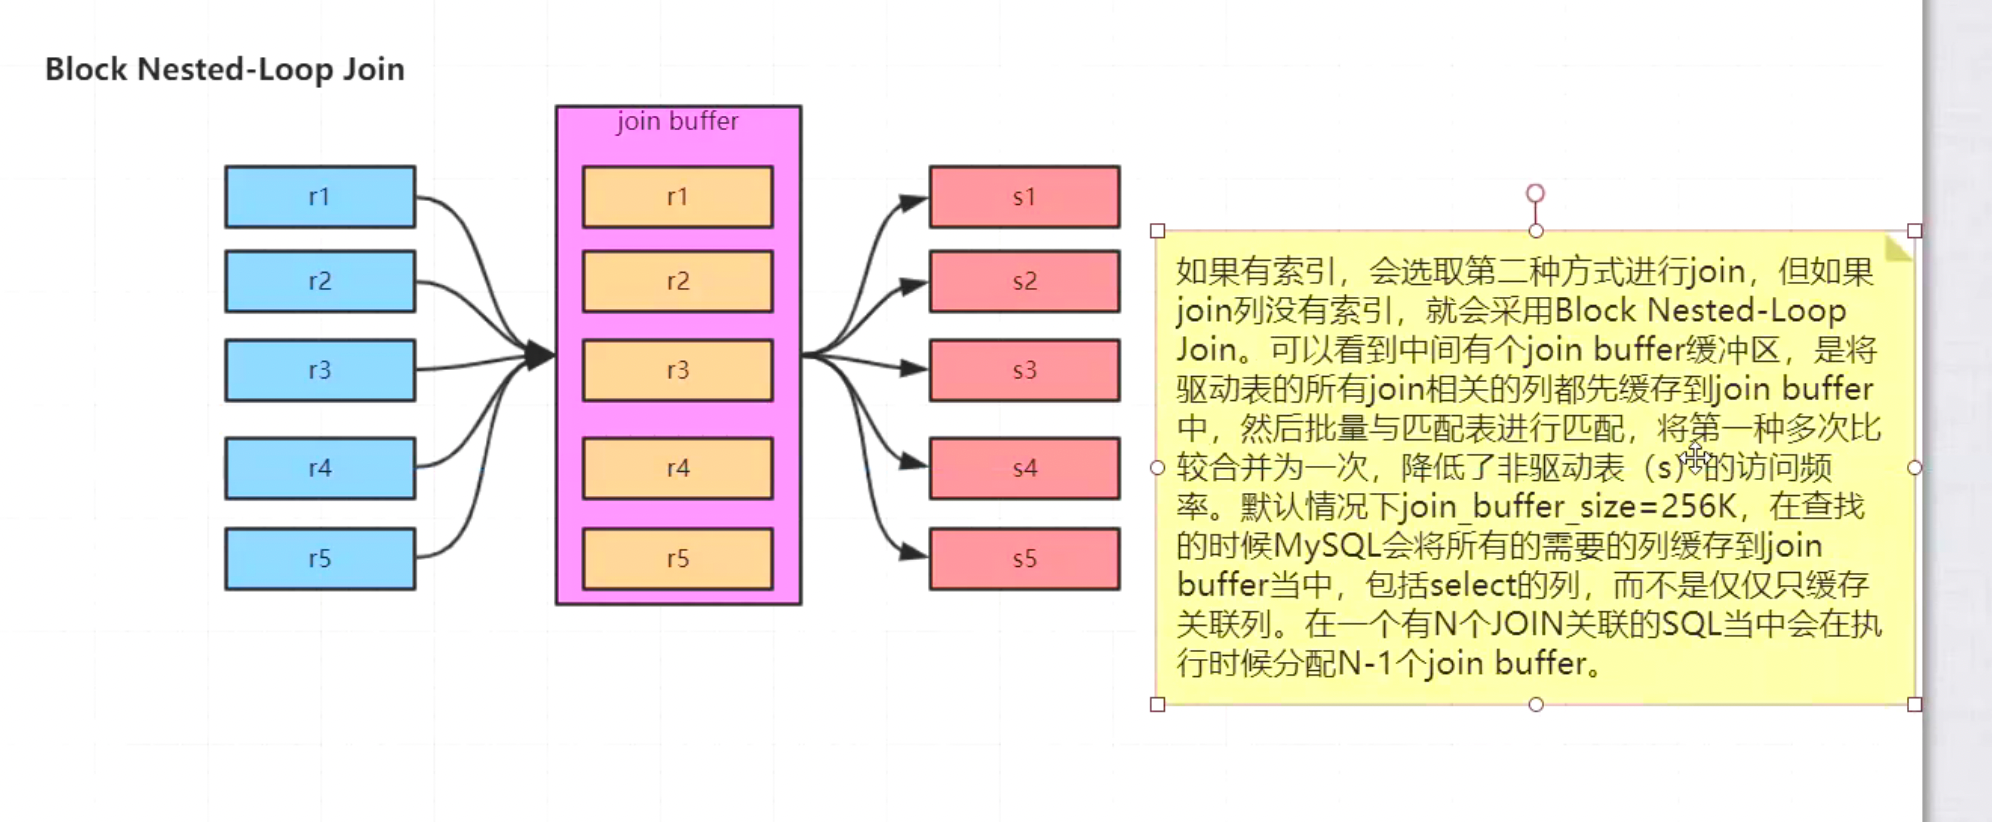 Block Nested-Loop Join
join buffer
r1
r1
s1
r2
r2
s2
r3
r3
s3
r4
r4
s4
r5
r5
s5
如果有索引，会选取第二种方式进行join，但如果
join列没有索引，就会采用Block Nested-Loop
Join。可以看到中间有个join buffer缓冲区，是将
驱动表的所有join相关的列都先缓存到join buffer
中，然后批量与匹配表进行匹配，将第一种多次比
较合并为一次，降低了非驱动表（s）的访问频
率。默认情况下join_buffer_size=256K，在查找
的时候MySQL会将所有的需要的列缓存到join
buffer当中，包括select的列，而不是仅仅只缓存
关联列。在一个有N个JOIN关联的SQL当中会在执
行时候分配N-1个join buffer。